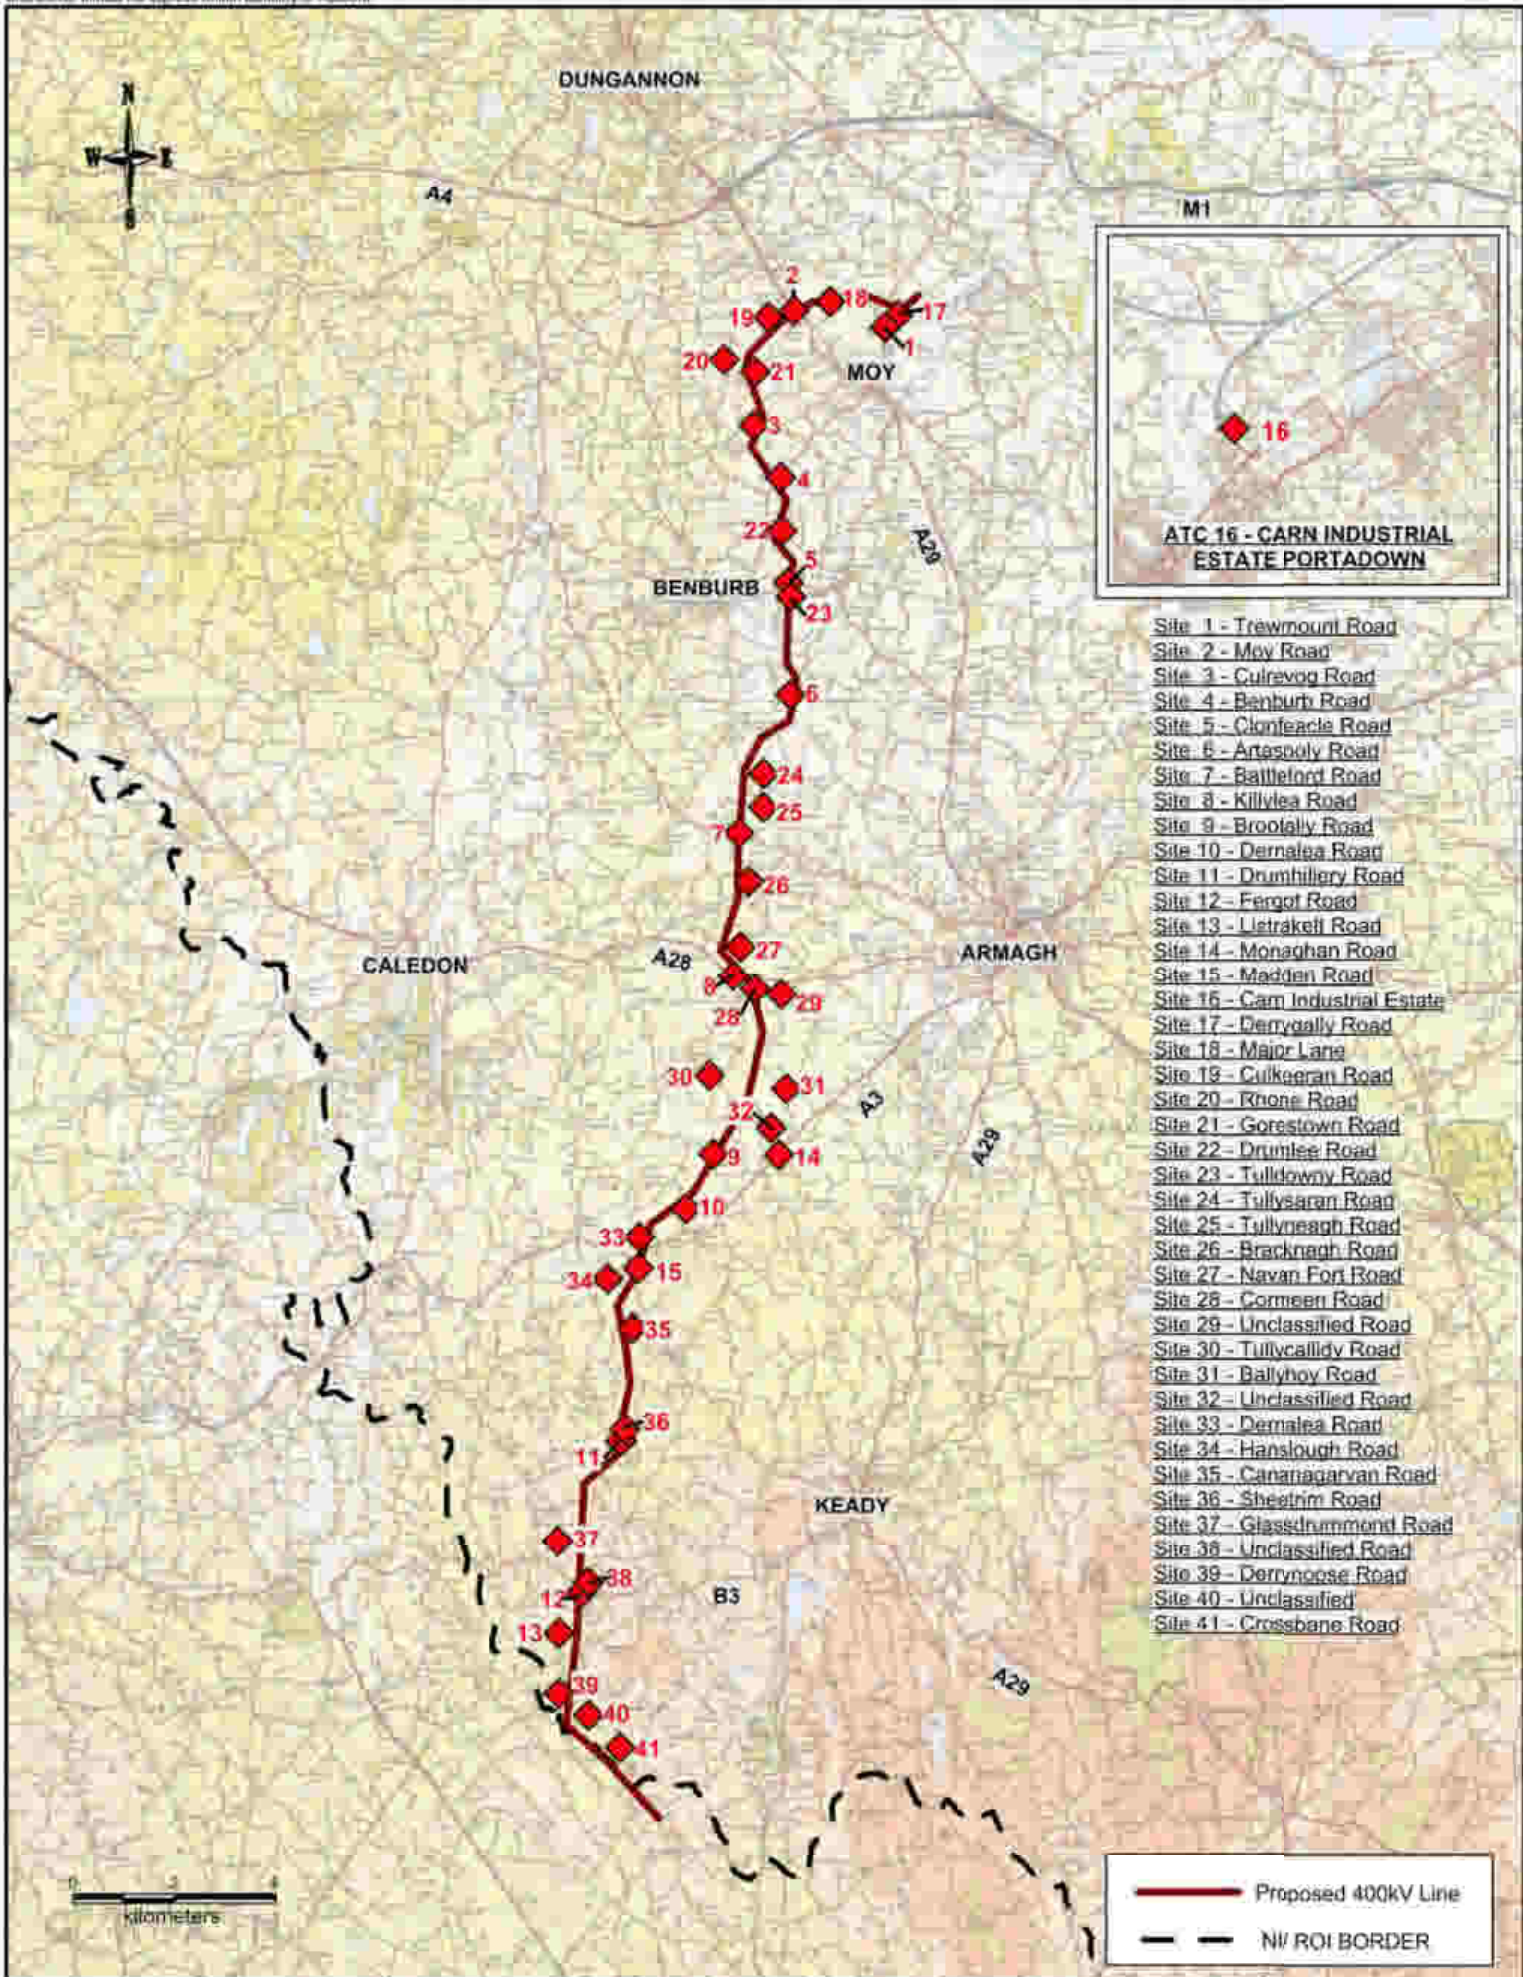 DUNGANNON
N
W E
S
A4
M1
2
18
17
19
1
20
21
MOY
3
4
16
A29
22
ATC 16 - CARN INDUSTRIAL
ESTATE PORTADOWN
5
BENBURB
23
Site 1 - Trewmount Road
Site 2 - Moy Road
Site 3 - Culrevog Road
Site 4 - Benburb Road
Site 5 - Clonfeacle Road
Site 6 - Artasooly Road
Site 7 - Battleford Road
Site 8 - Killylea Road
Site 9 - Brootally Road
Site 10 - Dernalea Road
Site 11 - Drumhillery Road
Site 12 - Fergot Road
Site 13 - Listrakelt Road
Site 14 - Monaghan Road
Site 15 - Madden Road
Site 16 - Carn Industrial Estate
Site 17 - Derrygally Road
Site 18 - Major Lane
Site 19 - Culkeeran Road
Site 20 - Rhone Road
Site 21 - Gorestown Road
Site 22 - Drumlee Road
Site 23 - Tulldowny Road
Site 24 - Tullysaran Road
Site 25 - Tullyneagh Road
Site 26 - Bracknagh Road
Site 27 - Navan Fort Road
Site 28 - Cormeen Road
Site 29 - Unclassified Road
Site 30 - Tullycallidy Road
Site 31 - Ballyhoy Road
Site 32 - Unclassified Road
Site 33 - Dernalea Road
Site 34 - Hanslough Road
Site 35 - Cananagarvan Road
Site 36 - Sheetrim Road
Site 37 - Glassdrummond Road
Site 38 - Unclassified Road
Site 39 - Derrynoose Road
Site 40 - Unclassified
Site 41 - Crossbane Road
6
24
25
7
26
27
A28
CALEDON
ARMAGH
8
28
29
30
31
32
A3
A29
9
14
10
33
15
34
35
36
11
KEADY
37
38
12
B3
13
39
40
A29
41
0 2 4
kilometers
Proposed 400kV Line
NI/ ROI BORDER